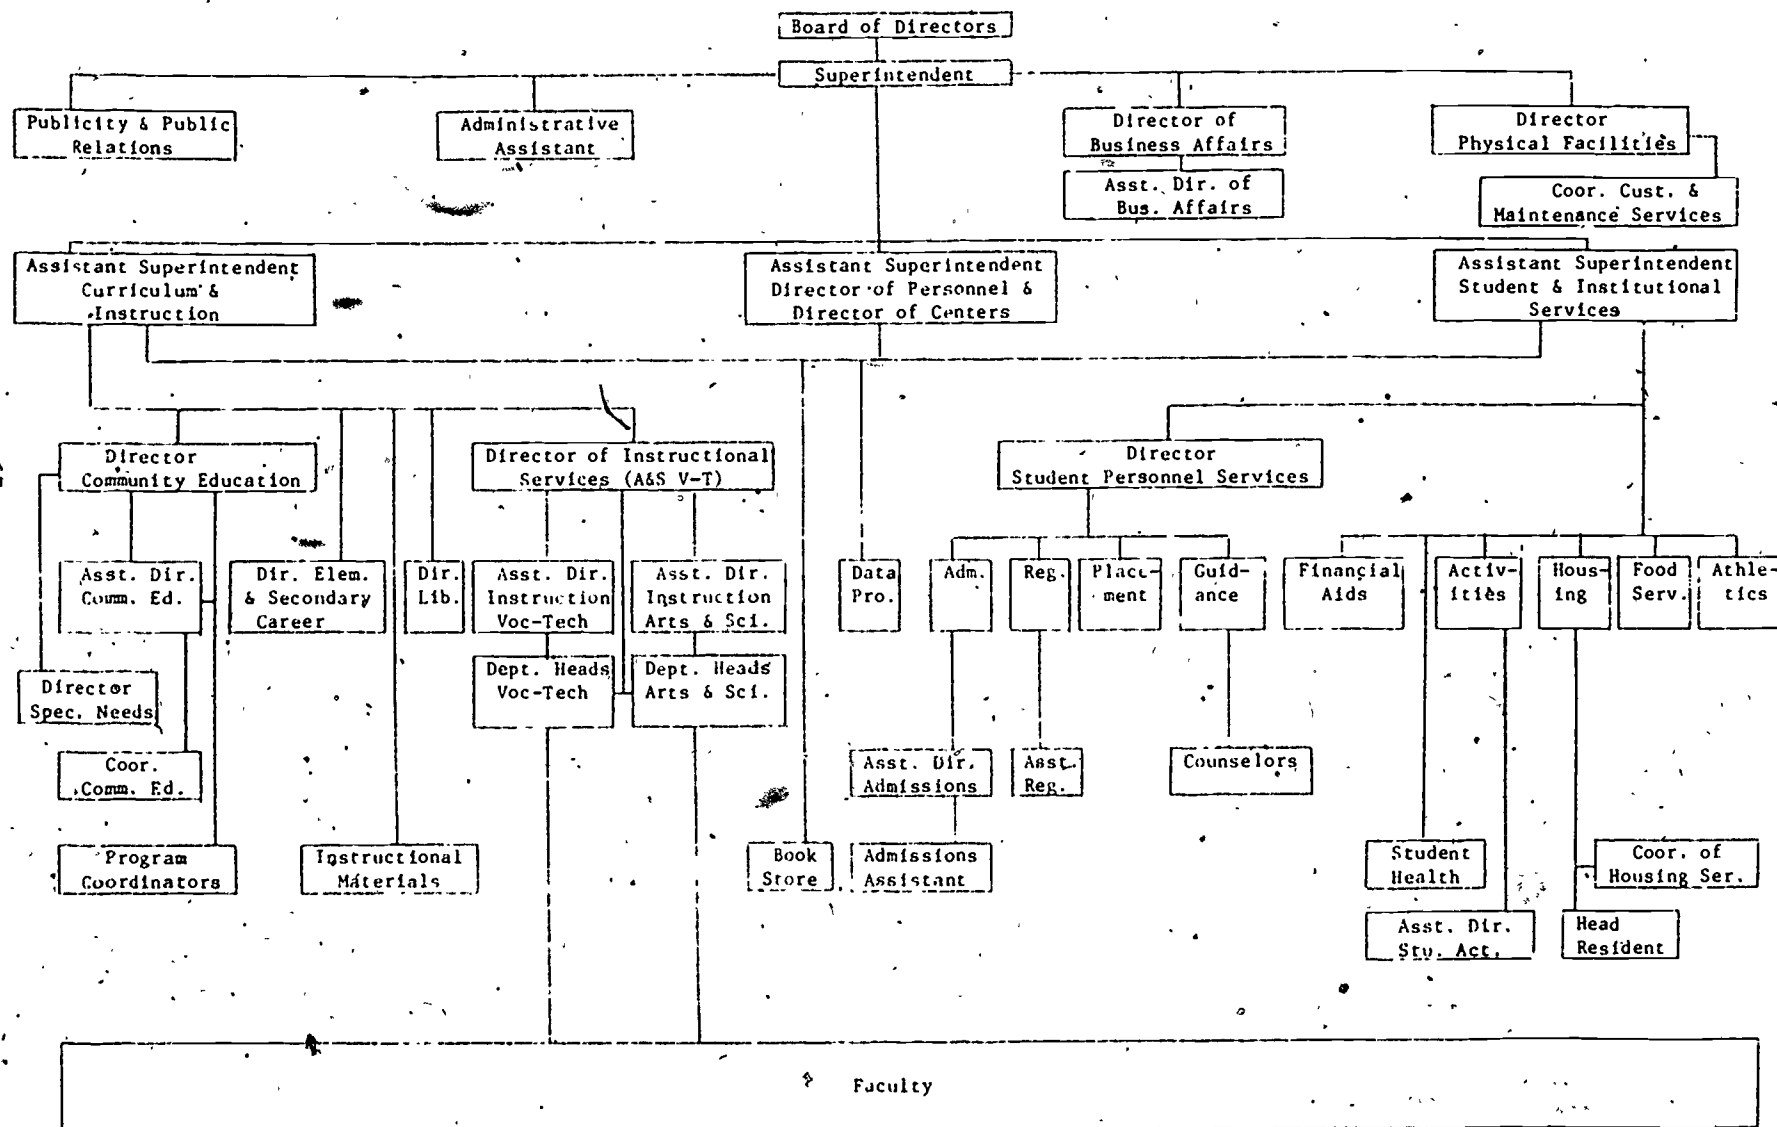 Board of Directors
Superintendent
Publicity & Public
Relations
Administrative
Assistant
Director of
Business Affairs
Director
Physical Facilities
Asst. Dir. of
Bus. Affairs
Coor. Cust. &
Maintenance Services
Assistant Superintendent
Curriculum &
Instruction
Assistant Superintendent
Director of Personnel &
Director of Centers
Assistant Superintendent
Student & Institutional
Services
Director
Community Education
Director of Instructional
Services (A&S V-T)
Director
Student Personnel Services
Asst. Dir.
Comm. Ed.
Dir. Elem.
& Secondary
Career
Dir.
Lib.
Asst. Dir.
Instruction
Voc-Tech
Asst. Dir.
Instruction
Arts & Sci.
Data
Pro.
Adm.
Reg.
Place-
ment
Guid-
ance
Financial
Aids
Activ-
ities
Hous-
ing
Food
Serv.
Athle-
tics
Director
Spec. Needs
Dept. Heads
Voc-Tech
Dept. Heads
Arts & Sci.
Coor.
Comm. Ed.
Asst. Dir.
Admissions
Asst.
Reg.
Counselors
Program
Coordinators
Instructional
Materials
Book
Store
Admissions
Assistant
Student
Health
Coor. of
Housing Ser.
Asst. Dir.
Stu. Act.
Head
Resident
Faculty